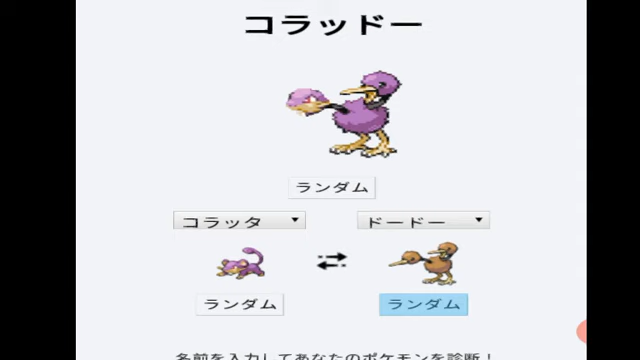 コラッドー
ランダム
コラッタ ドードー
ランダム ランダム
名前を入力してあなたのポケモンを診断！